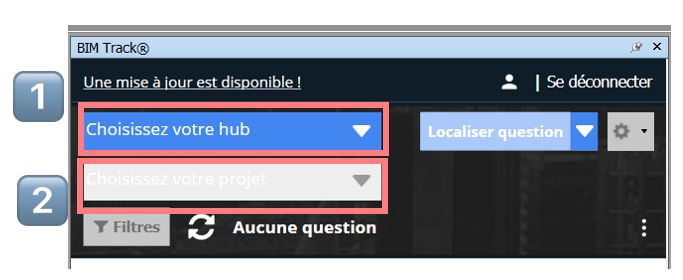 BIM Track®
1
Une mise à jour est disponible !
| Se déconnecter
Choisissez votre hub
Localiser question
2
Choisissez votre projet
Filtres
Aucune question